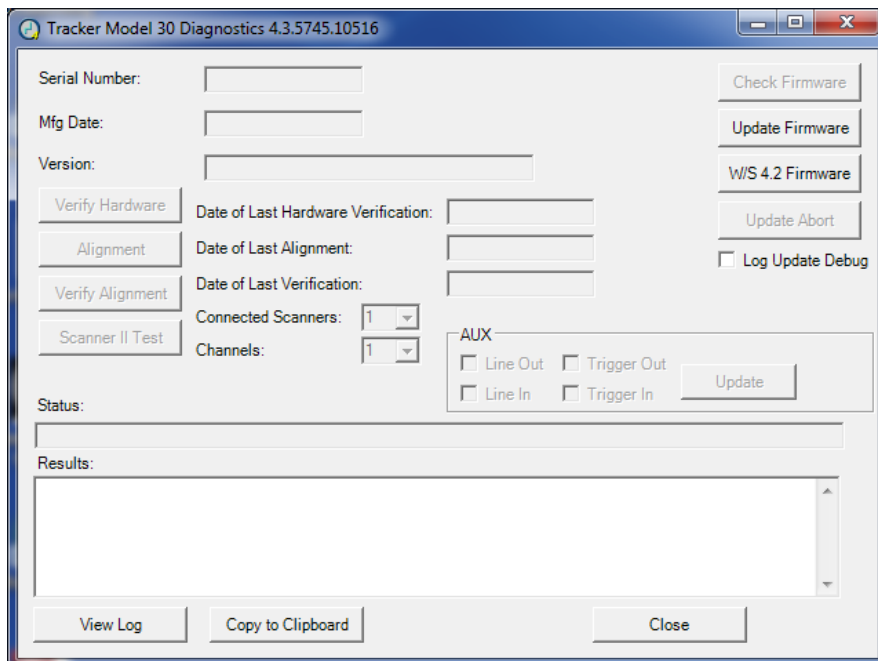 Tracker Model 30 Diagnostics 4.3.5745.10516
Serial Number:
Check Firmware
Mfg Date:
Update Firmware
Version:
W/S 4.2 Firmware
Verify Hardware
Date of Last Hardware Verification:
Update Abort
Alignment
Date of Last Alignment:
Log Update Debug
Verify Alignment
Date of Last Verification:
Connected Scanners: 1
Scanner II Test
Channels: 1
AUX
Line Out
Trigger Out
Line In
Trigger In
Update
Status:
Results:
View Log
Copy to Clipboard
Close